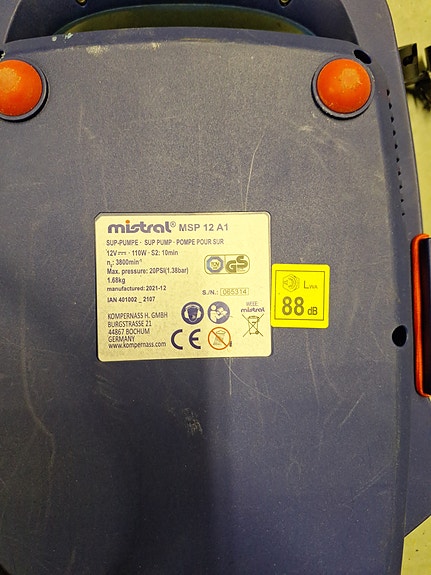 mistral® MSP 12 A1
SUP-PUMPE · SUP PUMP · POMPE POUR SUP
12V⎓ · 110W · S2: 10min
n₀: 3800min⁻¹
Max. pressure: 20PSI(1.38bar)
1.68kg
manufactured: 2021-12
IAN 401002 _ 2107
S./N.: 065314
GS
KOMPERNASS H. GMBH
BURGSTRASSE 21
44867 BOCHUM
GERMANY
www.kompernass.com
CE
WEEE
mistral
LWA
88 dB